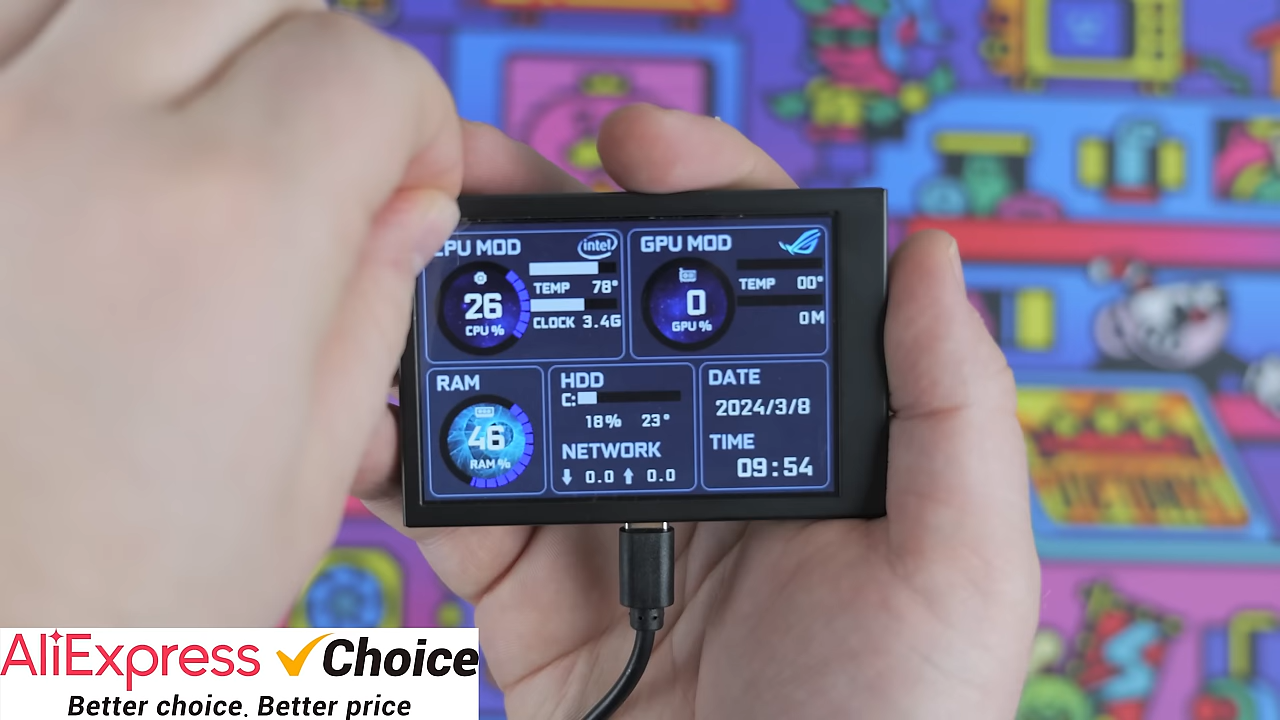 CPU MOD
intel
26
CPU %
TEMP 78°
CLOCK 3.4G
GPU MOD
0
GPU %
TEMP 00°
0M
RAM
46
RAM %
HDD
C:
18% 23°
NETWORK
0.0 0.0
DATE
2024/3/8
TIME
09:54
AliExpress Choice
Better choice. Better price